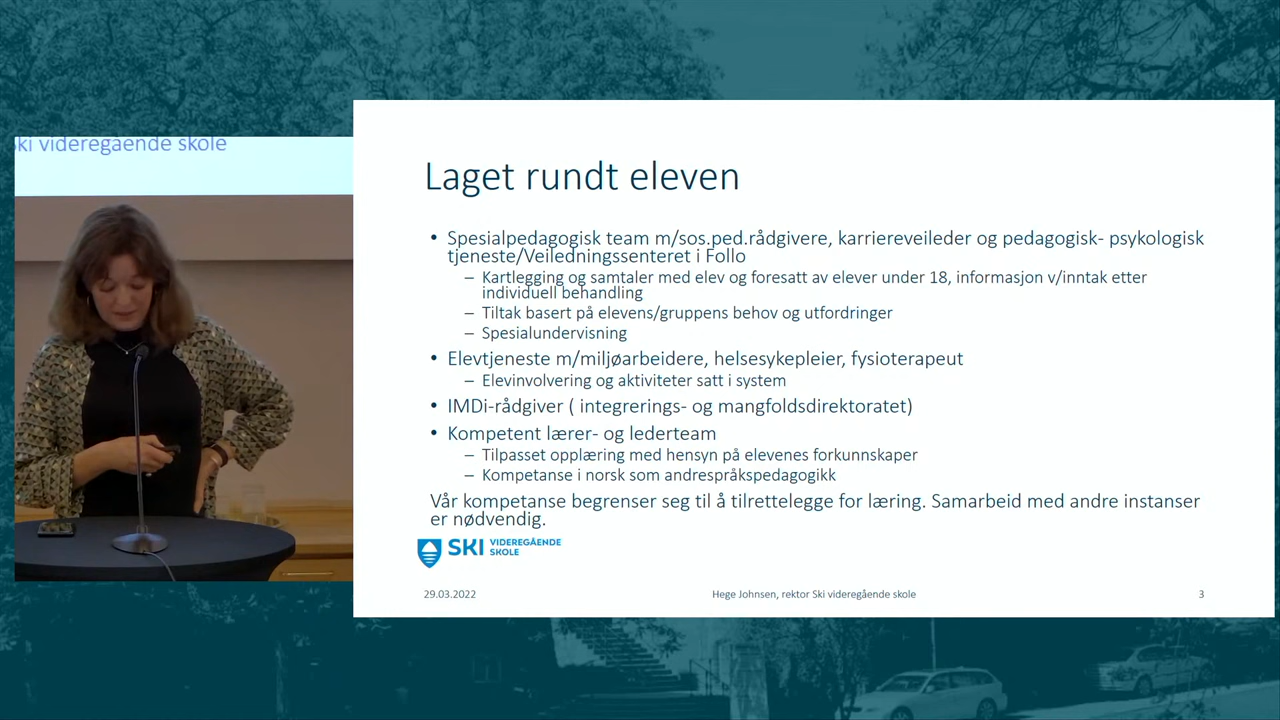 ski videregående skole
Laget rundt eleven
• Spesialpedagogisk team m/sos.ped.rådgivere, karriereveileder og pedagogisk- psykologisk
tjeneste/Veiledningssenteret i Follo
– Kartlegging og samtaler med elev og foresatt av elever under 18, informasjon v/inntak etter
individuell behandling
– Tiltak basert på elevens/gruppens behov og utfordringer
– Spesialundervisning
• Elevtjeneste m/miljøarbeidere, helsesykepleier, fysioterapeut
– Elevinvolvering og aktiviteter satt i system
• IMDi-rådgiver ( integrerings- og mangfoldsdirektoratet)
• Kompetent lærer- og lederteam
– Tilpasset opplæring med hensyn på elevenes forkunnskaper
– Kompetanse i norsk som andrespråkspedagogikk
Vår kompetanse begrenser seg til å tilrettelegge for læring. Samarbeid med andre instanser
er nødvendig.
SKI VIDEREGÅENDE
SKOLE
29.03.2022 Hege Johnsen, rektor Ski videregående skole 3